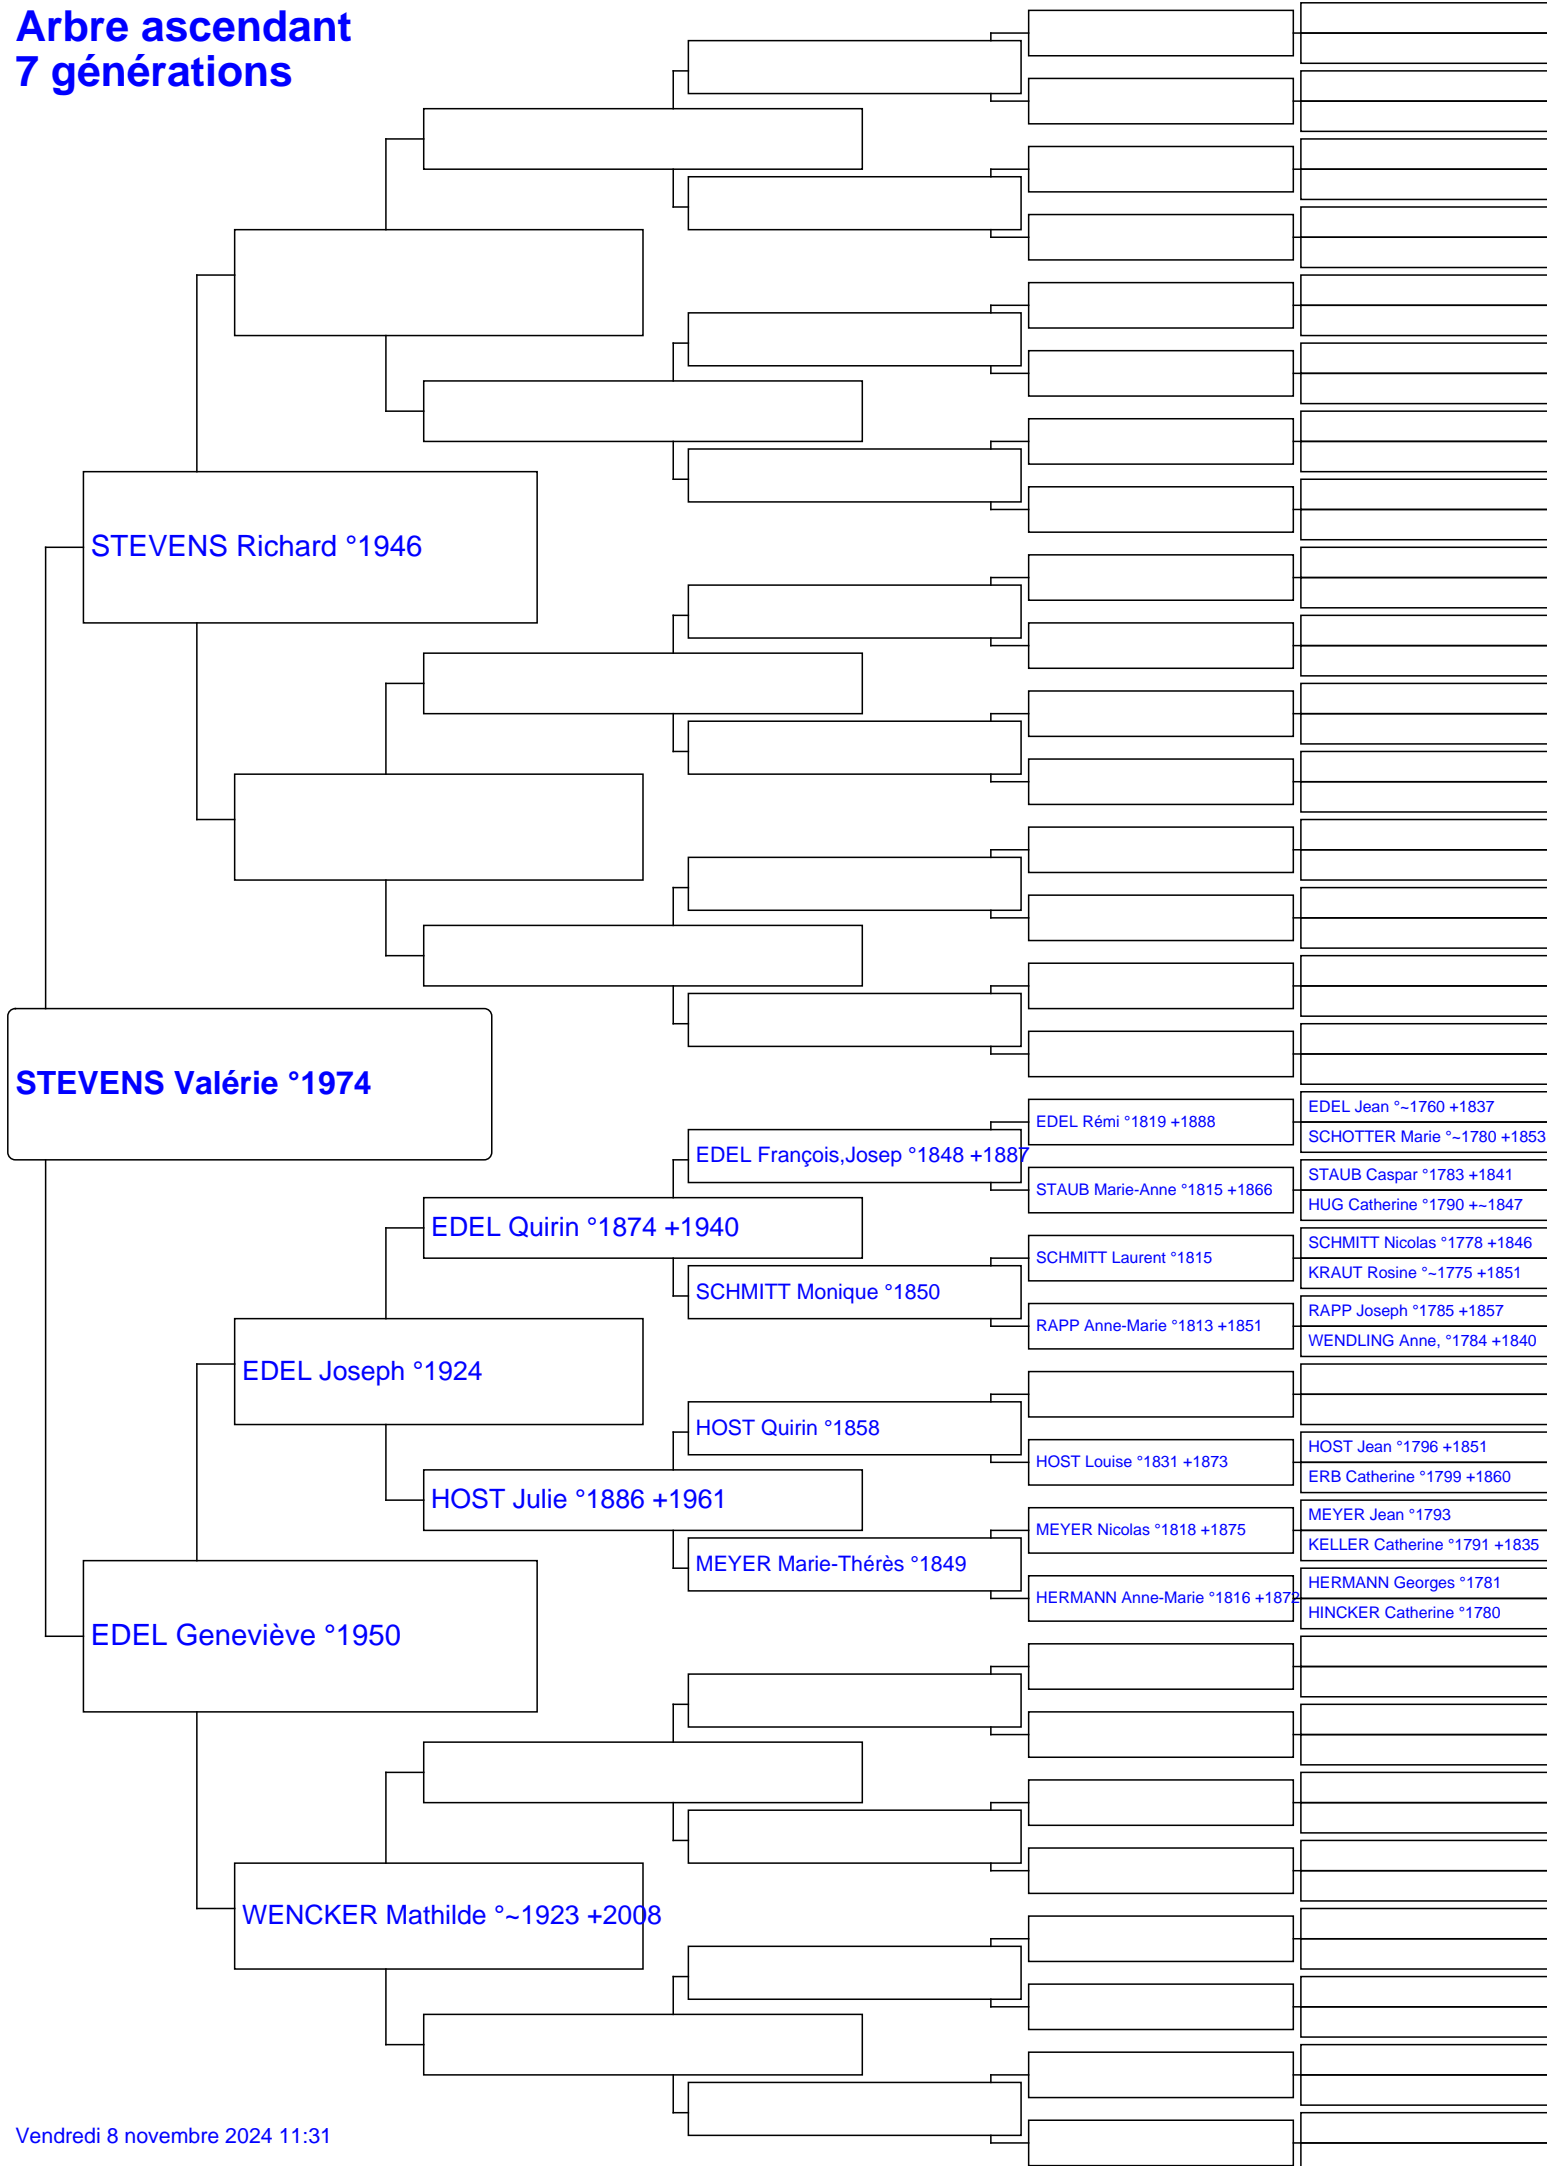 Arbre ascendant
7 générations
STEVENS Richard °1946
STEVENS Valérie °1974
EDEL Jean °~1760 +1837
EDEL Rémi °1819 +1888
SCHOTTER Marie °~1780 +1853
EDEL François,Josep °1848 +1887
STAUB Caspar °1783 +1841
STAUB Marie-Anne °1815 +1866
HUG Catherine °1790 +~1847
EDEL Quirin °1874 +1940
SCHMITT Nicolas °1778 +1846
SCHMITT Laurent °1815
KRAUT Rosine °~1775 +1851
SCHMITT Monique °1850
RAPP Joseph °1785 +1857
RAPP Anne-Marie °1813 +1851
WENDLING Anne, °1784 +1840
EDEL Joseph °1924
HOST Quirin °1858
HOST Jean °1796 +1851
HOST Louise °1831 +1873
ERB Catherine °1799 +1860
HOST Julie °1886 +1961
MEYER Jean °1793
MEYER Nicolas °1818 +1875
KELLER Catherine °1791 +1835
MEYER Marie-Thérès °1849
HERMANN Georges °1781
HERMANN Anne-Marie °1816 +1872
HINCKER Catherine °1780
EDEL Geneviève °1950
WENCKER Mathilde °~1923 +2008
Vendredi 8 novembre 2024 11:31